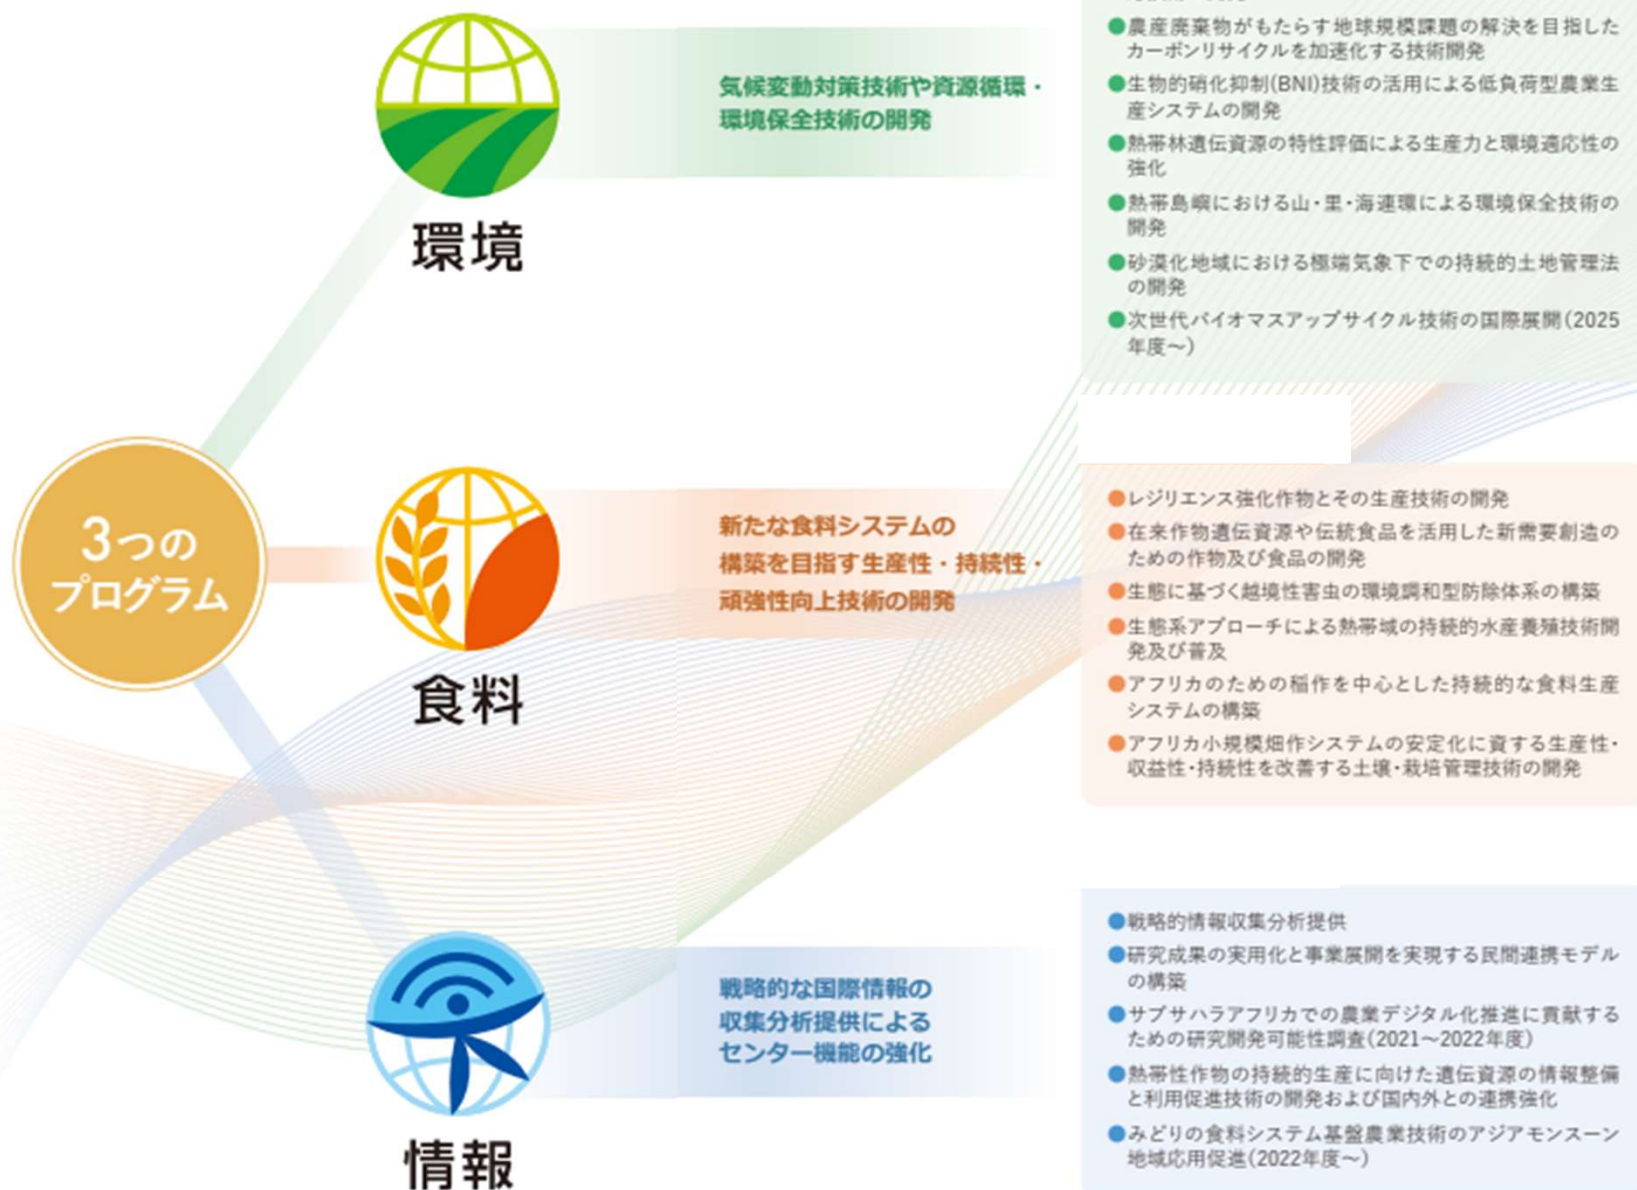 3つの
プログラム
環境
気候変動対策技術や資源循環・
環境保全技術の開発
●農産廃棄物がもたらす地球規模課題の解決を目指した
カーボンリサイクルを加速化する技術開発
●生物的硝化抑制(BNI)技術の活用による低負荷型農業生
産システムの開発
●熱帯林遺伝資源の特性評価による生産力と環境適応性の
強化
●熱帯島嶼における山・里・海連環による環境保全技術の
開発
●砂漠化地域における極端気象下での持続的土地管理法
の開発
●次世代バイオマスアップサイクル技術の国際展開(2025
年度~)
食料
新たな食料システムの
構築を目指す生産性・持続性・
頑強性向上技術の開発
●レジリエンス強化作物とその生産技術の開発
●在来作物遺伝資源や伝統食品を活用した新需要創造の
ための作物及び食品の開発
●生態に基づく越境性害虫の環境調和型防除体系の構築
●生態系アプローチによる熱帯域の持続的水産養殖技術開
発及び普及
●アフリカのための稲作を中心とした持続的な食料生産
システムの構築
●アフリカ小規模畑作システムの安定化に資する生産性・
収益性・持続性を改善する土壌・栽培管理技術の開発
情報
戦略的な国際情報の
収集分析提供による
センター機能の強化
●戦略的情報収集分析提供
●研究成果の実用化と事業展開を実現する民間連携モデル
の構築
●サブサハラアフリカでの農業デジタル化推進に貢献する
ための研究開発可能性調査(2021~2022年度)
●熱帯性作物の持続的生産に向けた遺伝資源の情報整備
と利用促進技術の開発および国内外との連携強化
●みどりの食料システム基盤農業技術のアジアモンスーン
地域応用促進(2022年度~)